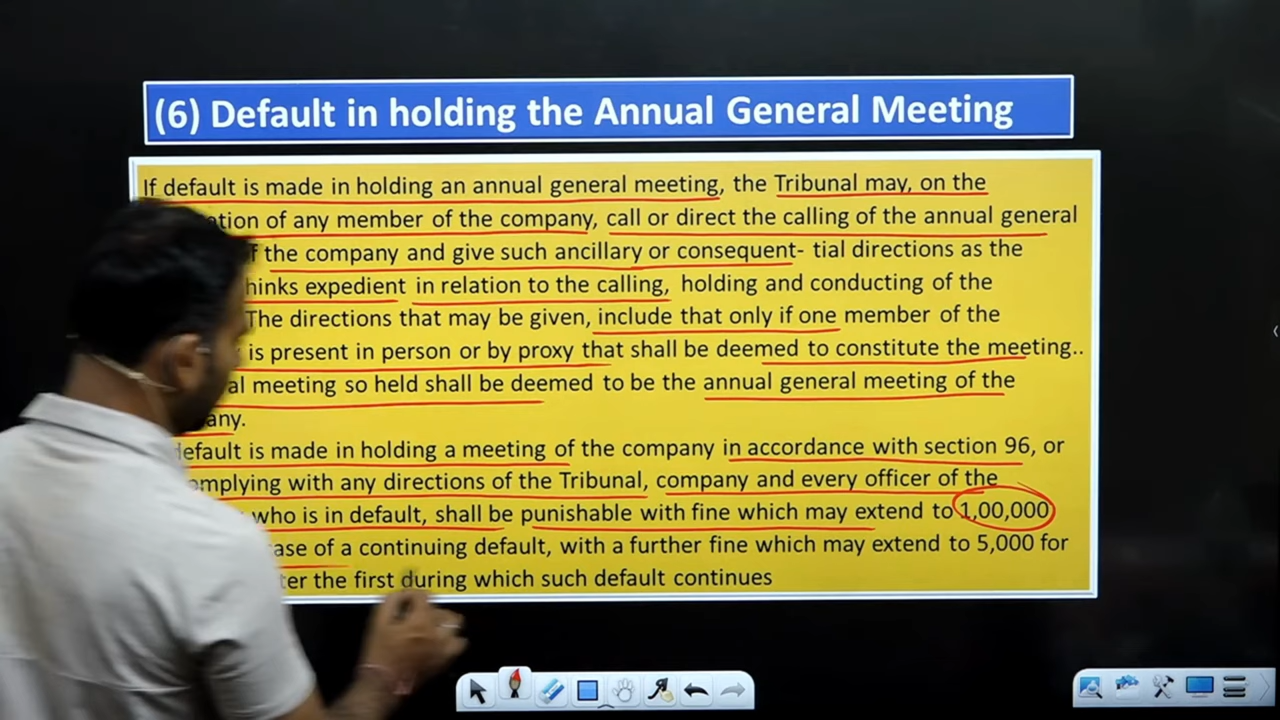 (6) Default in holding the Annual General Meeting
If default is made in holding an annual general meeting, the Tribunal may, on the
ation of any member of the company, call or direct the calling of the annual general
f the company and give such ancillary or consequent- tial directions as the
hinks expedient in relation to the calling, holding and conducting of the
The directions that may be given, include that only if one member of the
is present in person or by proxy that shall be deemed to constitute the meeting..
al meeting so held shall be deemed to be the annual general meeting of the
any.
default is made in holding a meeting of the company in accordance with section 96, or
omplying with any directions of the Tribunal, company and every officer of the
who is in default, shall be punishable with fine which may extend to 1,00,000
ase of a continuing default, with a further fine which may extend to 5,000 for
ter the first during which such default continues